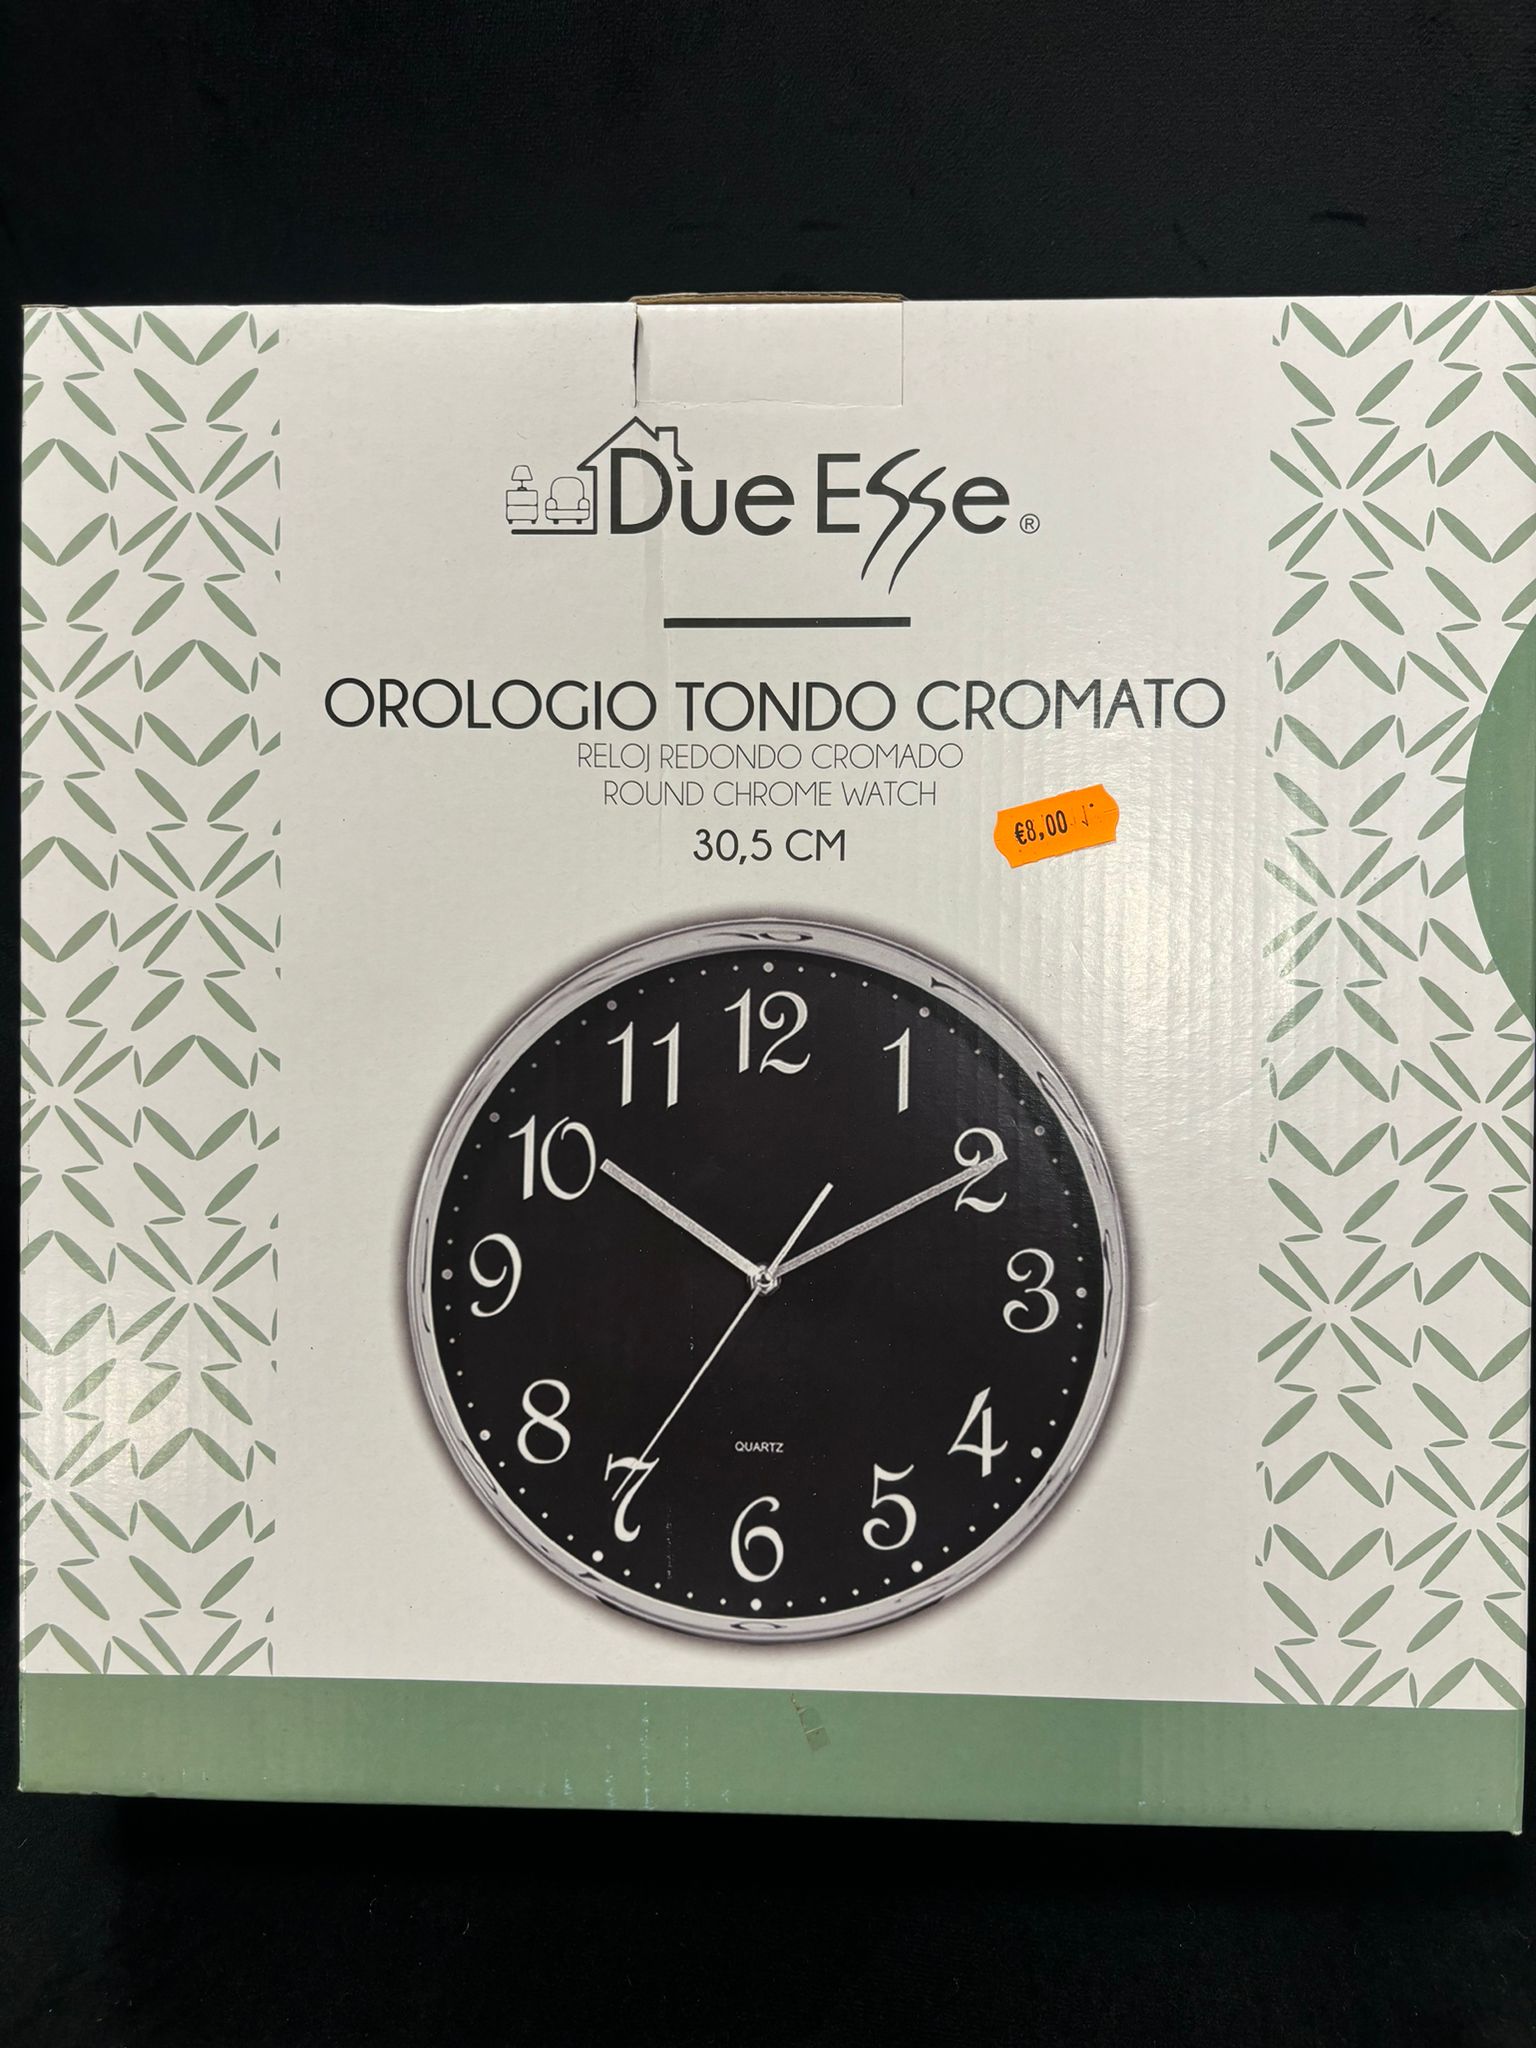 Due Esse ®
OROLOGIO TONDO CROMATO
RELOJ REDONDO CROMADO
ROUND CHROME WATCH
30,5 CM
€8,00
12
11
1
10
2
9
3
8
4
7
5
6
QUARTZ